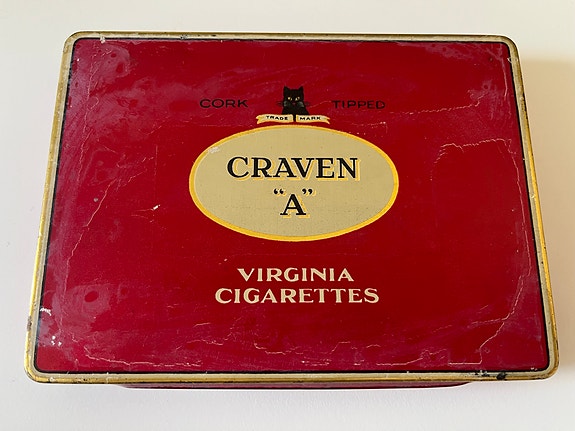 CORK TIPPED
TRADE MARK
CRAVEN
"A"
VIRGINIA
CIGARETTES